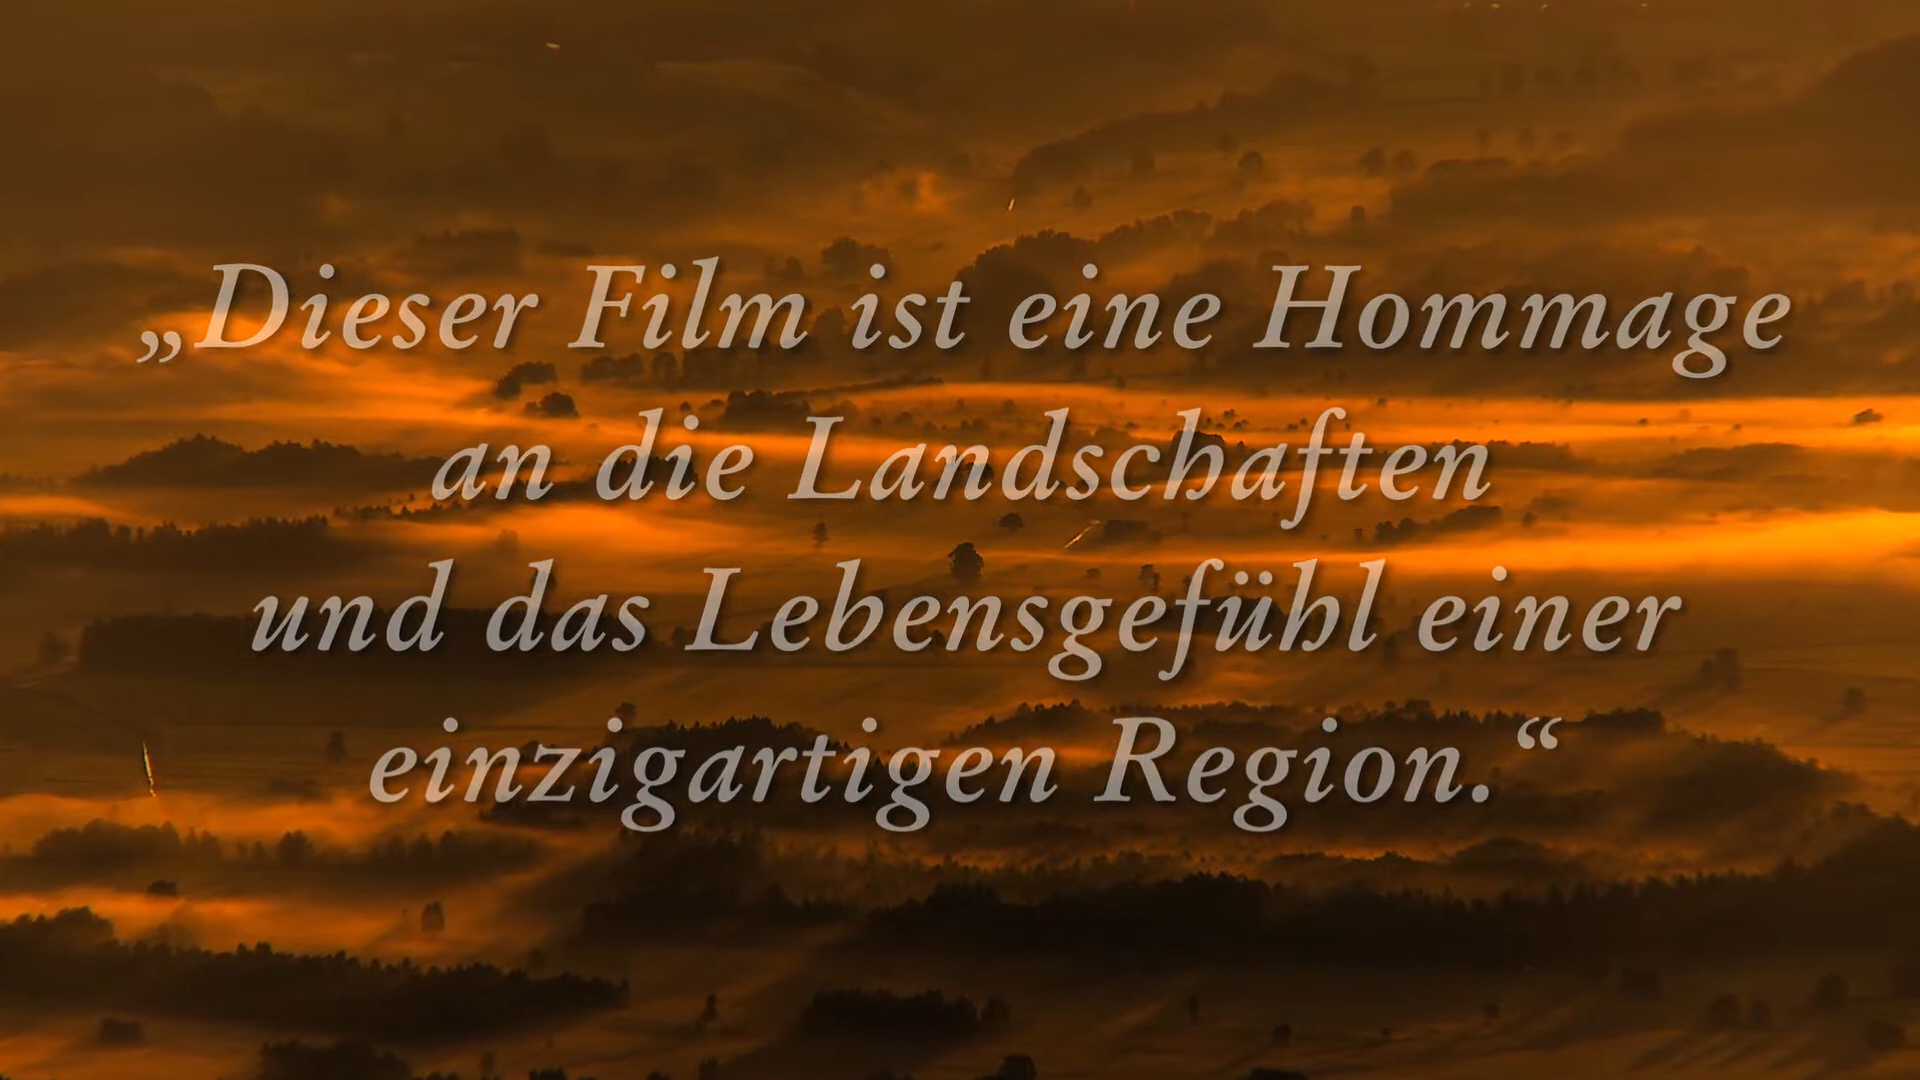 „Dieser Film ist eine Hommage
an die Landschaften
und das Lebensgefühl einer
einzigartigen Region.“